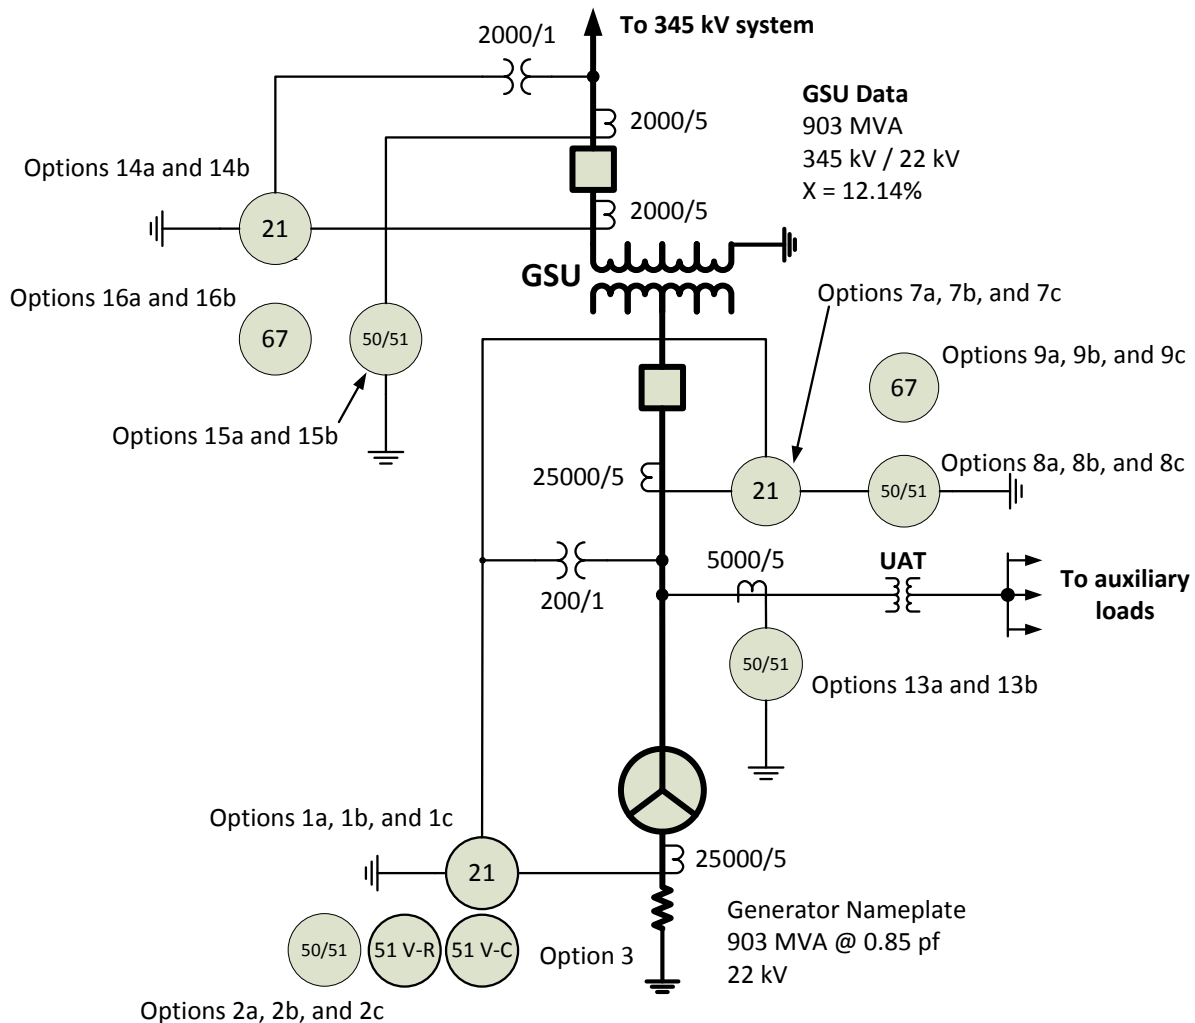 To 345 kV system
2000/1
GSU Data
903 MVA
345 kV / 22 kV
X = 12.14%
2000/5
Options 14a and 14b
2000/5
21
GSU
Options 16a and 16b
Options 7a, 7b, and 7c
67
50/51
Options 9a, 9b, and 9c
67
Options 15a and 15b
Options 8a, 8b, and 8c
25000/5
21
50/51
5000/5
UAT
To auxiliary
loads
200/1
50/51
Options 13a and 13b
Options 1a, 1b, and 1c
21
25000/5
Generator Nameplate
903 MVA @ 0.85 pf
22 kV
50/51
51 V-R
51 V-C
Option 3
Options 2a, 2b, and 2c